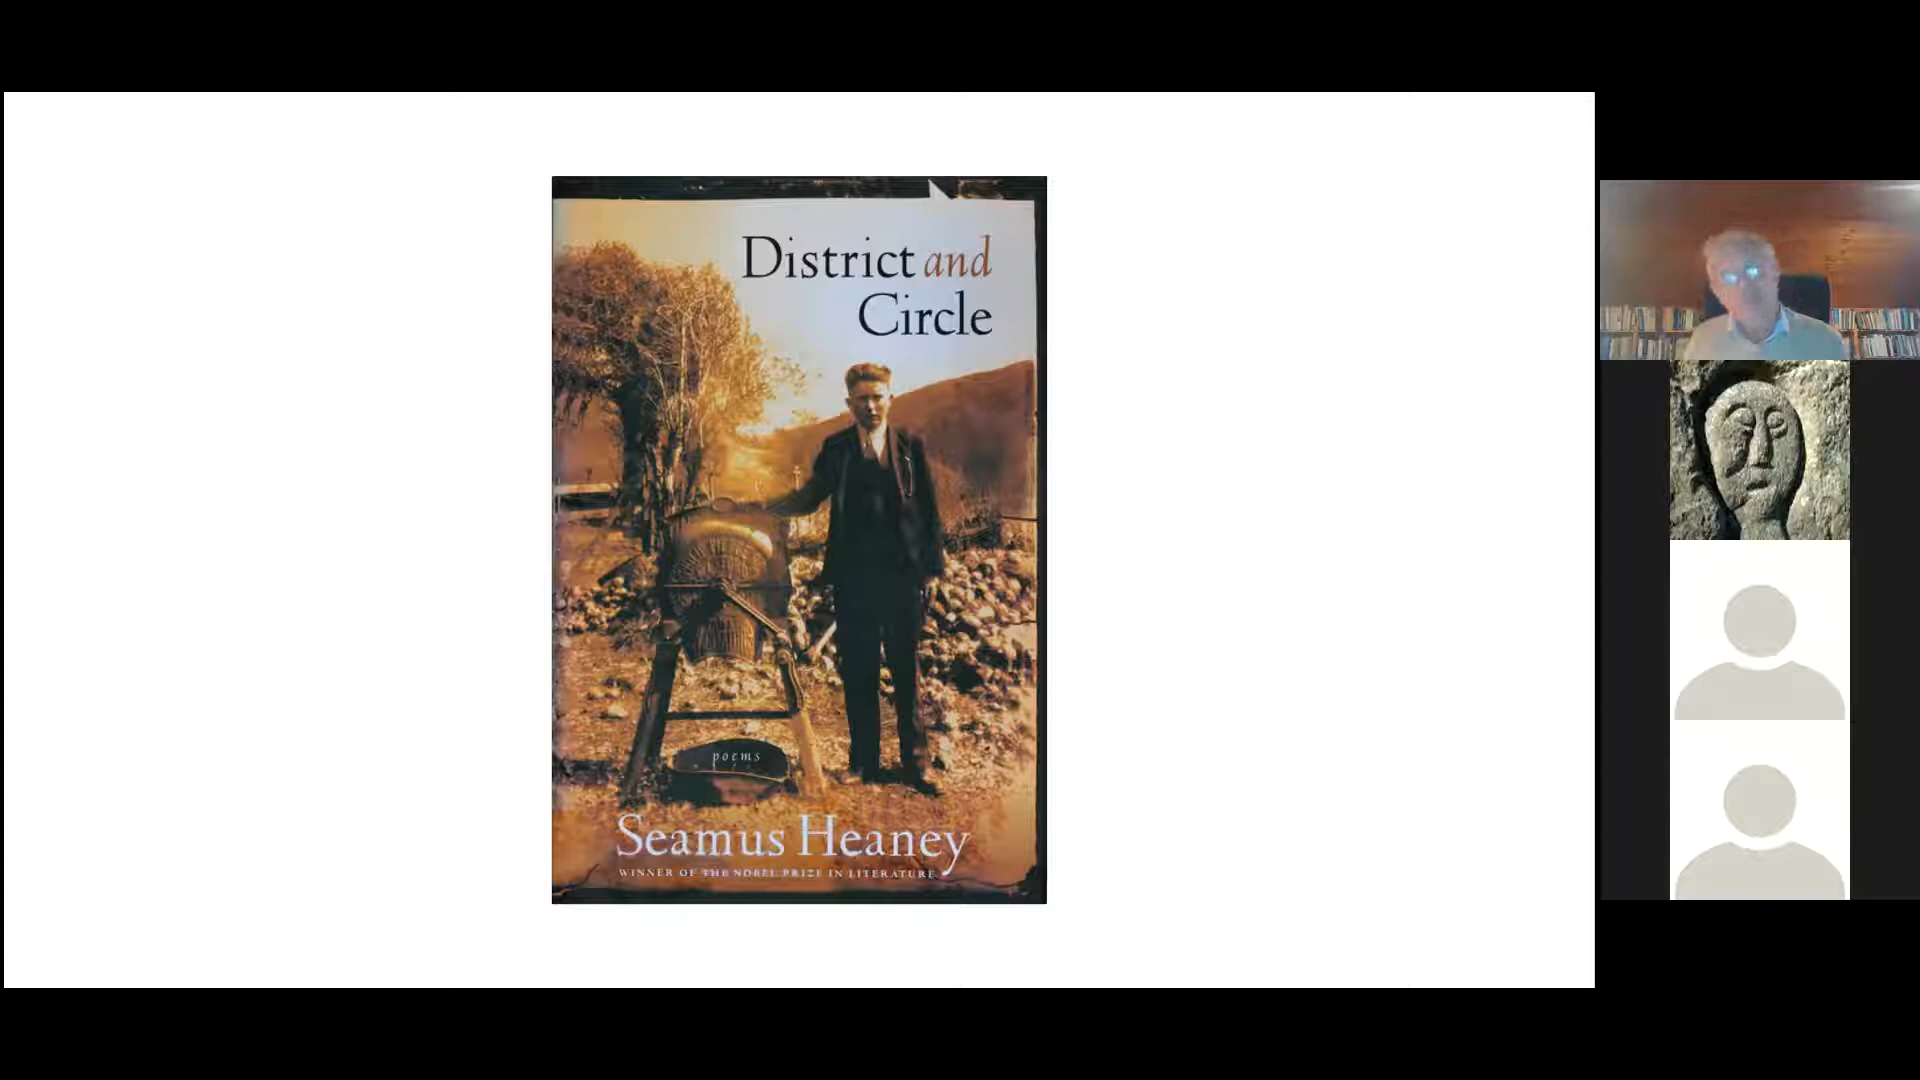 District and
Circle
poems
Seamus Heaney
WINNER OF THE NOBEL PRIZE IN LITERATURE